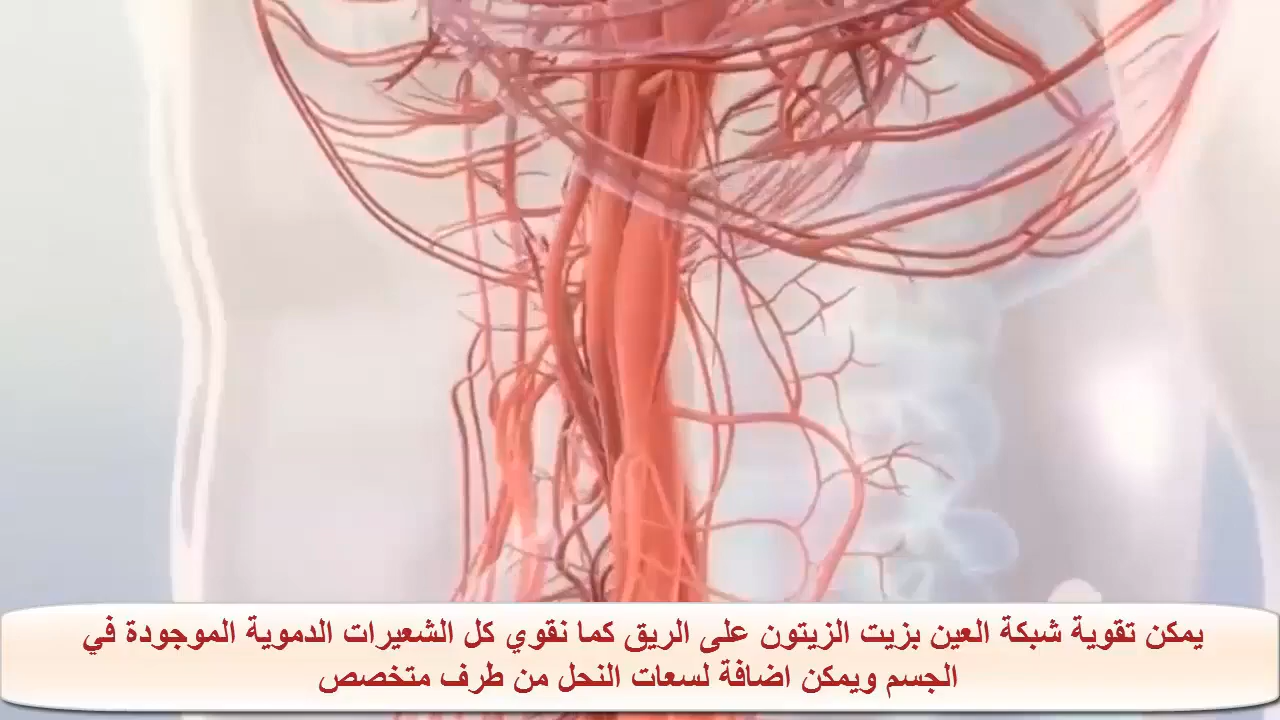 يمكن تقوية شبكة العين بزيت الزيتون على الريق كما نقوي كل الشعيرات الدموية الموجودة في
الجسم ويمكن اضافة لسعات النحل من طرف متخصص